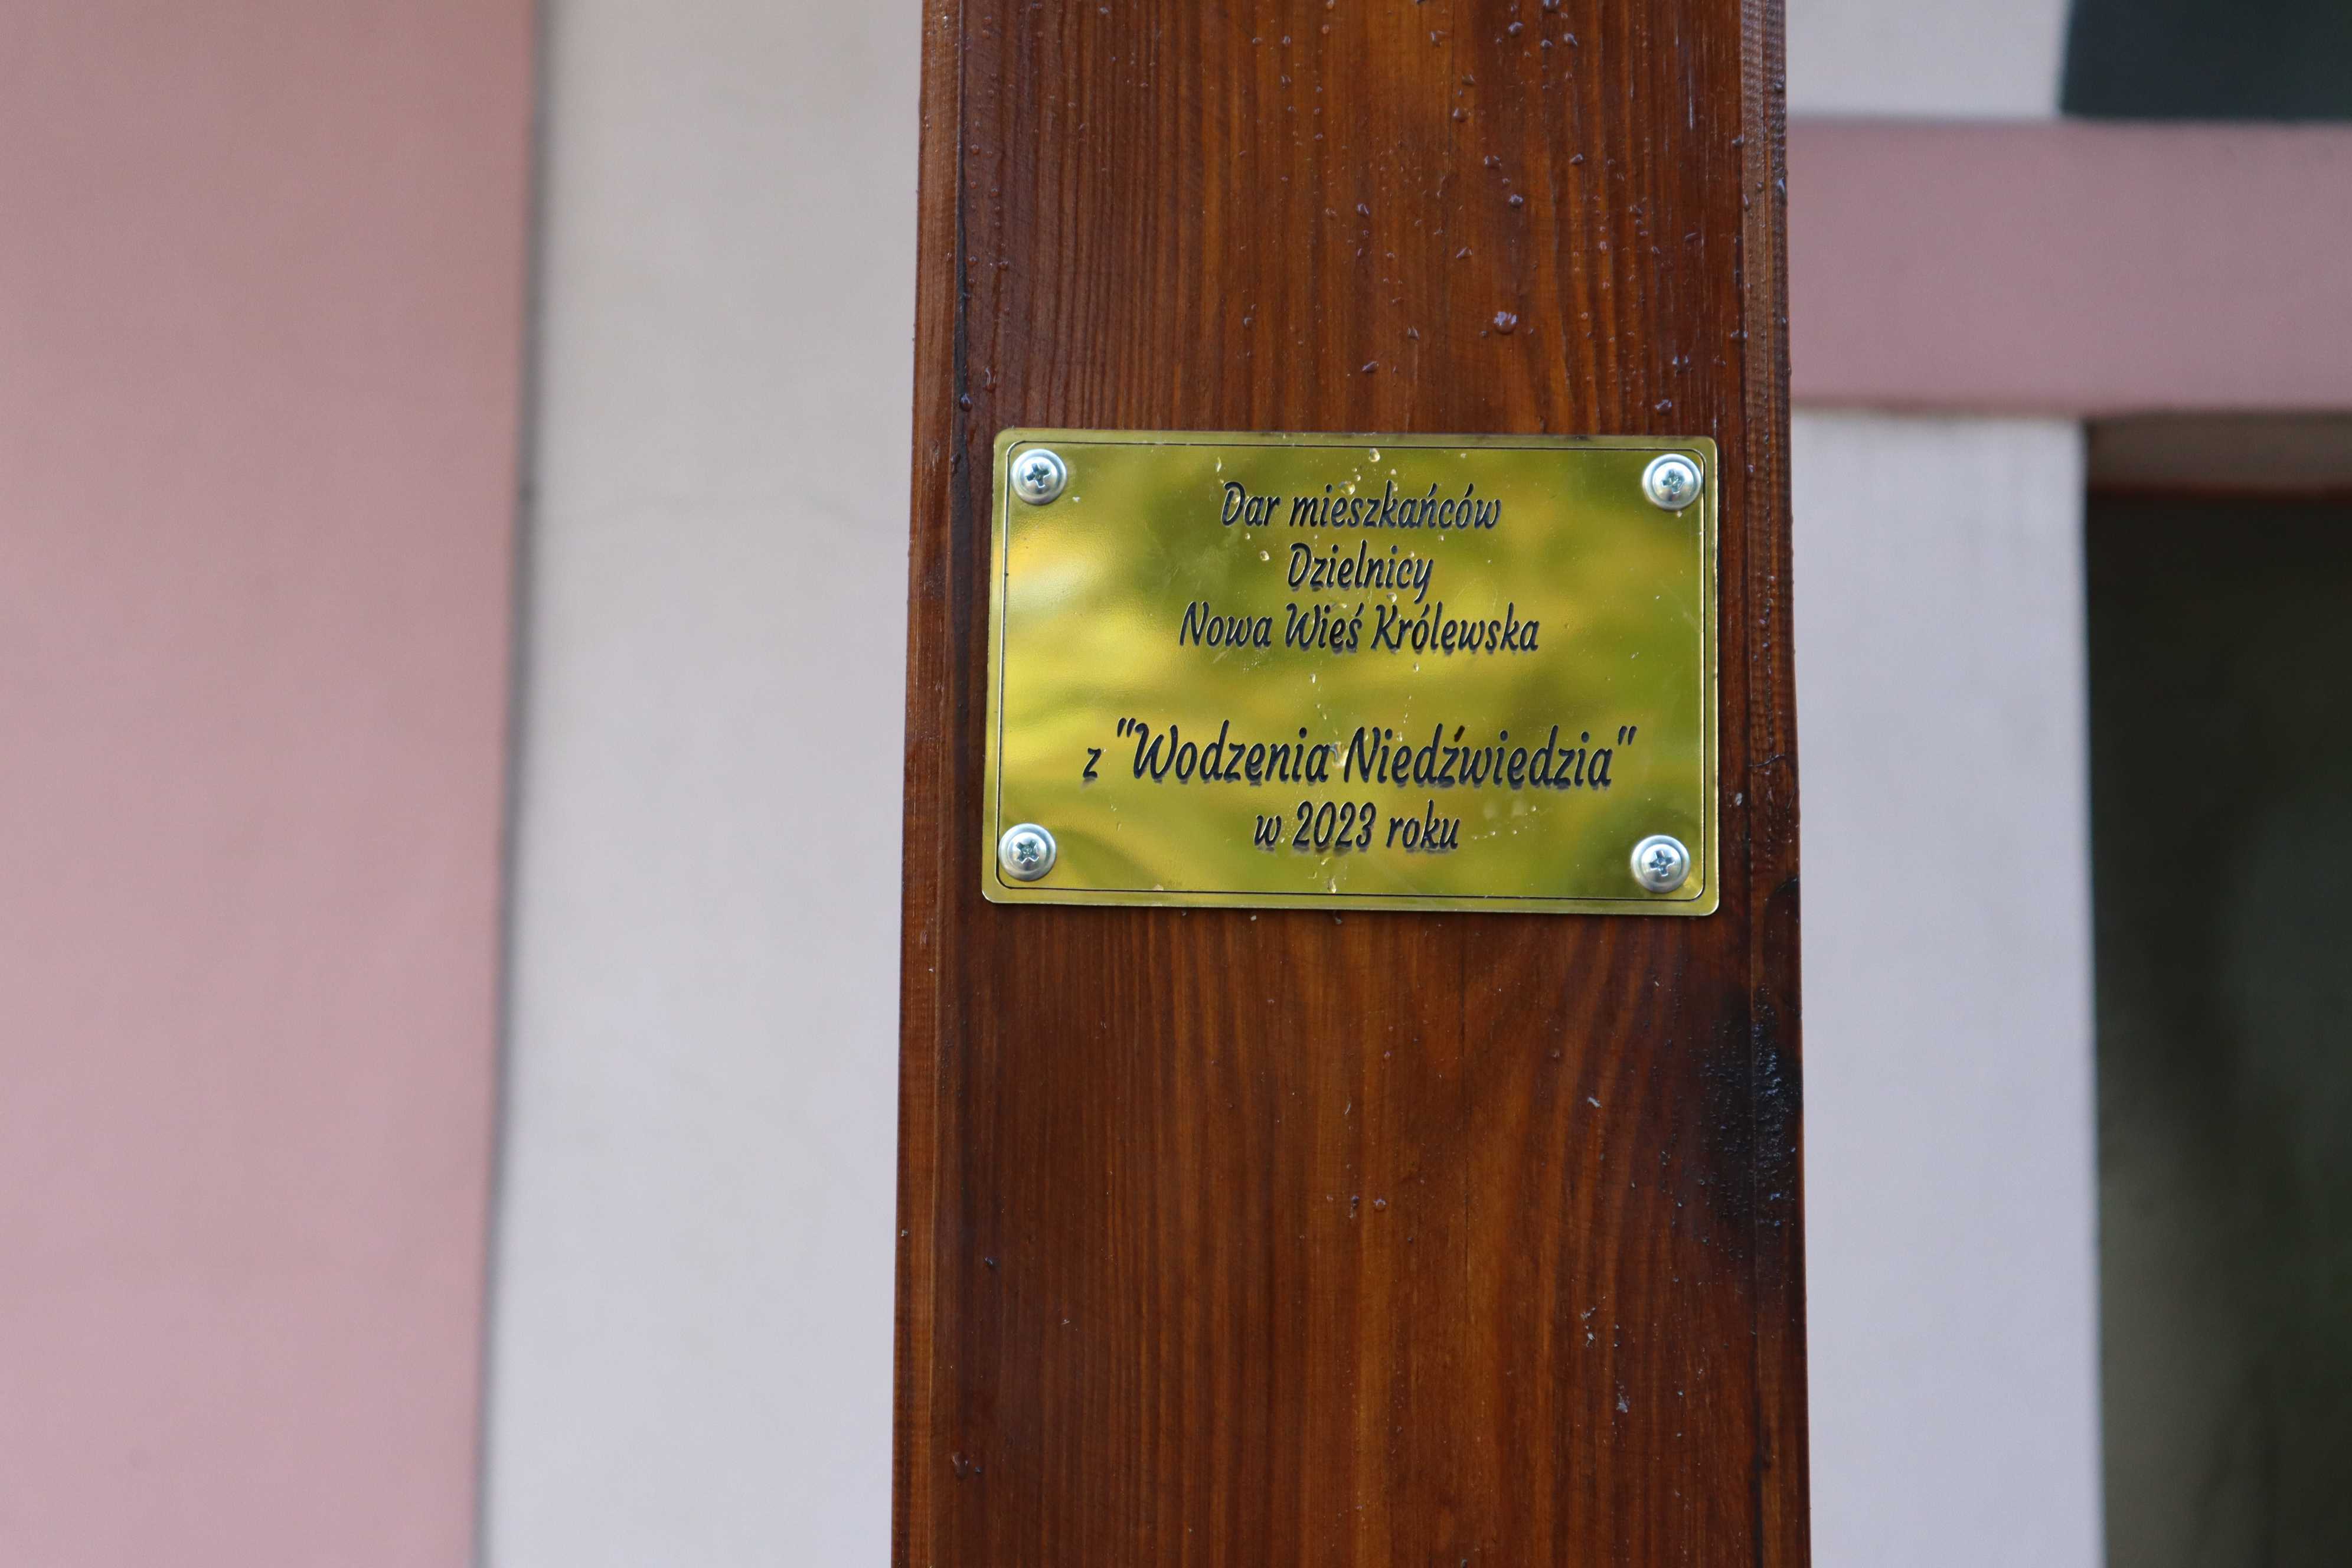 Dar mieszkańców
Dzielnicy
Nowa Wieś Królewska
z "Wodzenia Niedźwiedzia"
w 2023 roku